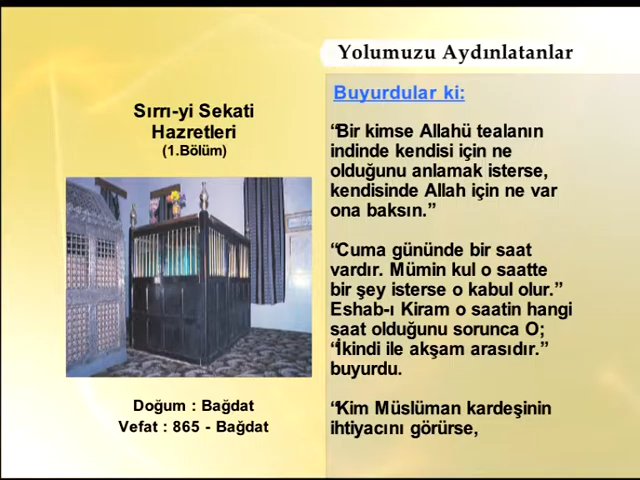 Yolumuzu Aydınlatanlar
Sırrı-yi Sekati
Hazretleri
(1.Bölüm)
Doğum : Bağdat
Vefat : 865 - Bağdat
Buyurdular ki:
“Bir kimse Allahü tealanın
indinde kendisi için ne
olduğunu anlamak isterse,
kendisinde Allah için ne var
ona baksın.”
“Cuma gününde bir saat
vardır. Mümin kul o saatte
bir şey isterse o kabul olur.”
Eshab-ı Kiram o saatin hangi
saat olduğunu sorunca O;
“İkindi ile akşam arasıdır.”
buyurdu.
“Kim Müslüman kardeşinin
ihtiyacını görürse,